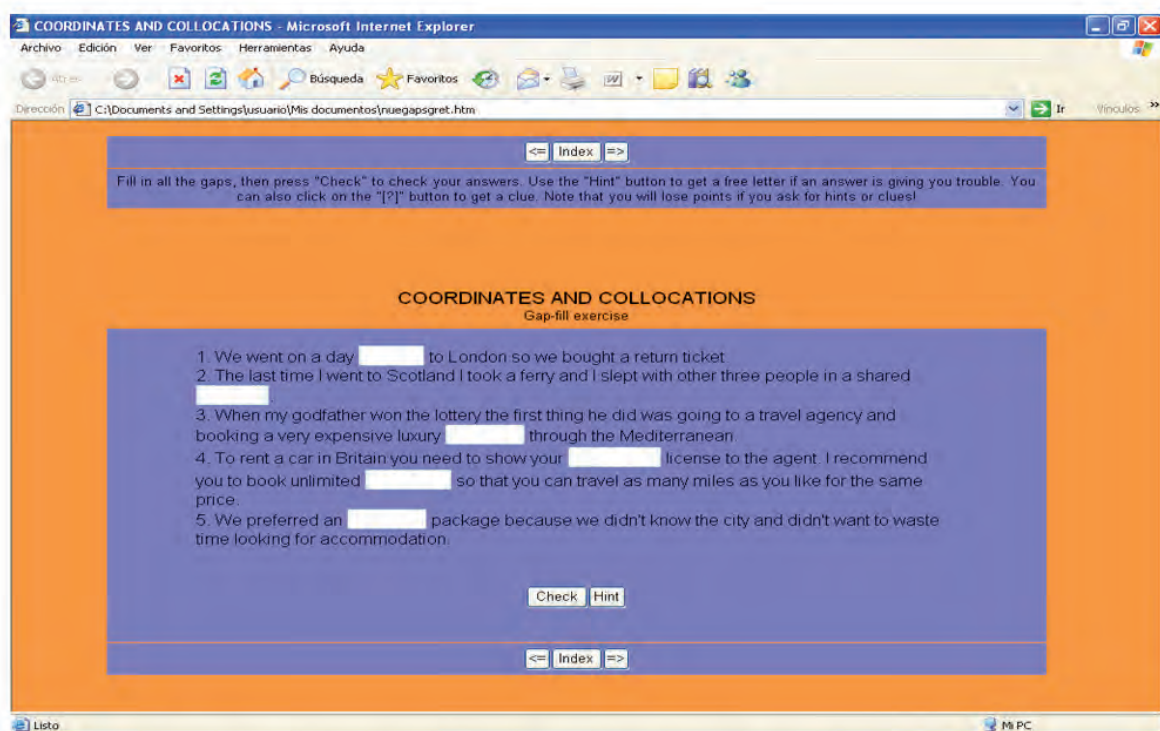 COORDINATES AND COLLOCATIONS - Microsoft Internet Explorer
Archivo Edición Ver Favoritos Herramientas Ayuda
Atrás Búsqueda Favoritos
Dirección C:\Documents and Settings\usuario\Mis documentos\nuegapsgret.htm Ir Vínculos »
<= Index =>
Fill in all the gaps, then press "Check" to check your answers. Use the "Hint" button to get a free letter if an answer is giving you trouble. You
can also click on the "[?]" button to get a clue. Note that you will lose points if you ask for hints or clues!
COORDINATES AND COLLOCATIONS
Gap-fill exercise
1. We went on a day to London so we bought a return ticket
2. The last time I went to Scotland I took a ferry and I slept with other three people in a shared
3. When my godfather won the lottery the first thing he did was going to a travel agency and
booking a very expensive luxury through the Mediterranean
4. To rent a car in Britain you need to show your license to the agent. I recommend
you to book unlimited so that you can travel as many miles as you like for the same
price.
5. We preferred an package because we didn't know the city and didn't want to waste
time looking for accommodation.
Check Hint
<= Index =>
Listo Mi PC